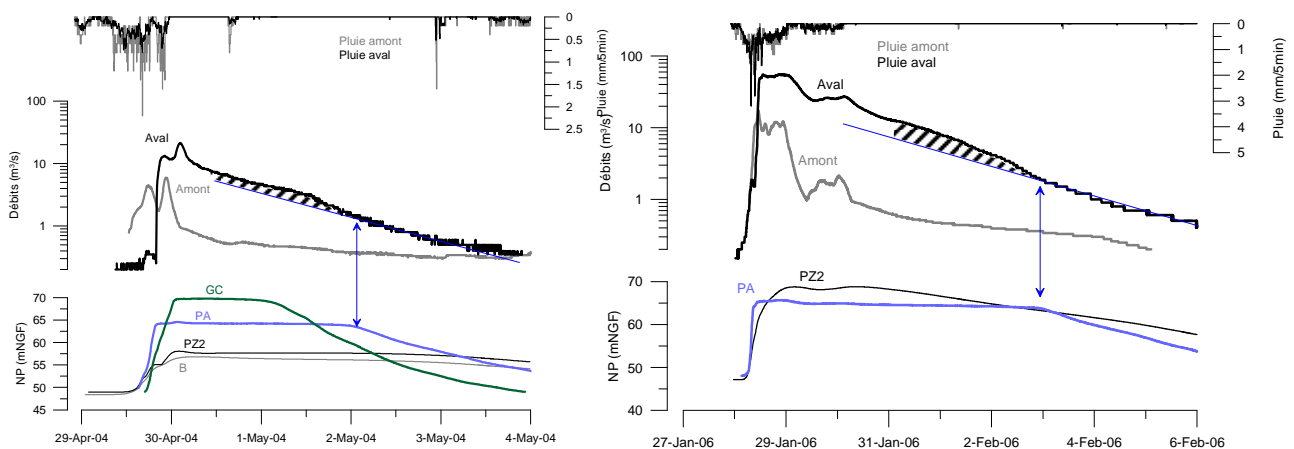 0
0.5
1
1.5
2
2.5
Pluie (mm/5min)
Pluie amont
Pluie aval
100
10
1
Débits (m³/s)
Aval
Amont
70
65
60
55
50
45
NP (mNGF)
GC
PA
PZ2
B
29-Apr-04 30-Apr-04 1-May-04 2-May-04 3-May-04 4-May-04
0
1
2
3
4
5
Pluie (mm/5min)
Pluie amont
Pluie aval
100
10
1
Débits (m³/s)
Aval
Amont
70
60
50
40
NP (mNGF)
PA
PZ2
27-Jan-06 29-Jan-06 31-Jan-06 2-Feb-06 4-Feb-06 6-Feb-06